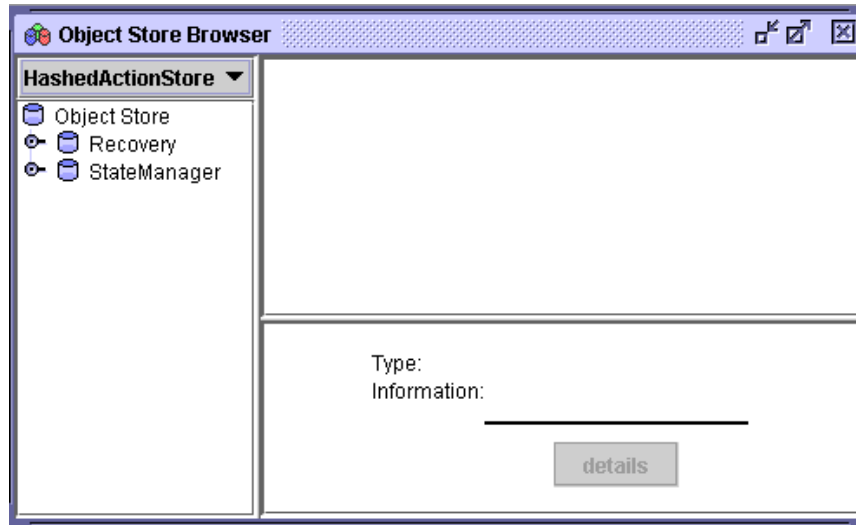 Object Store Browser
HashedActionStore
Object Store
Recovery
StateManager
Type:
Information:
details